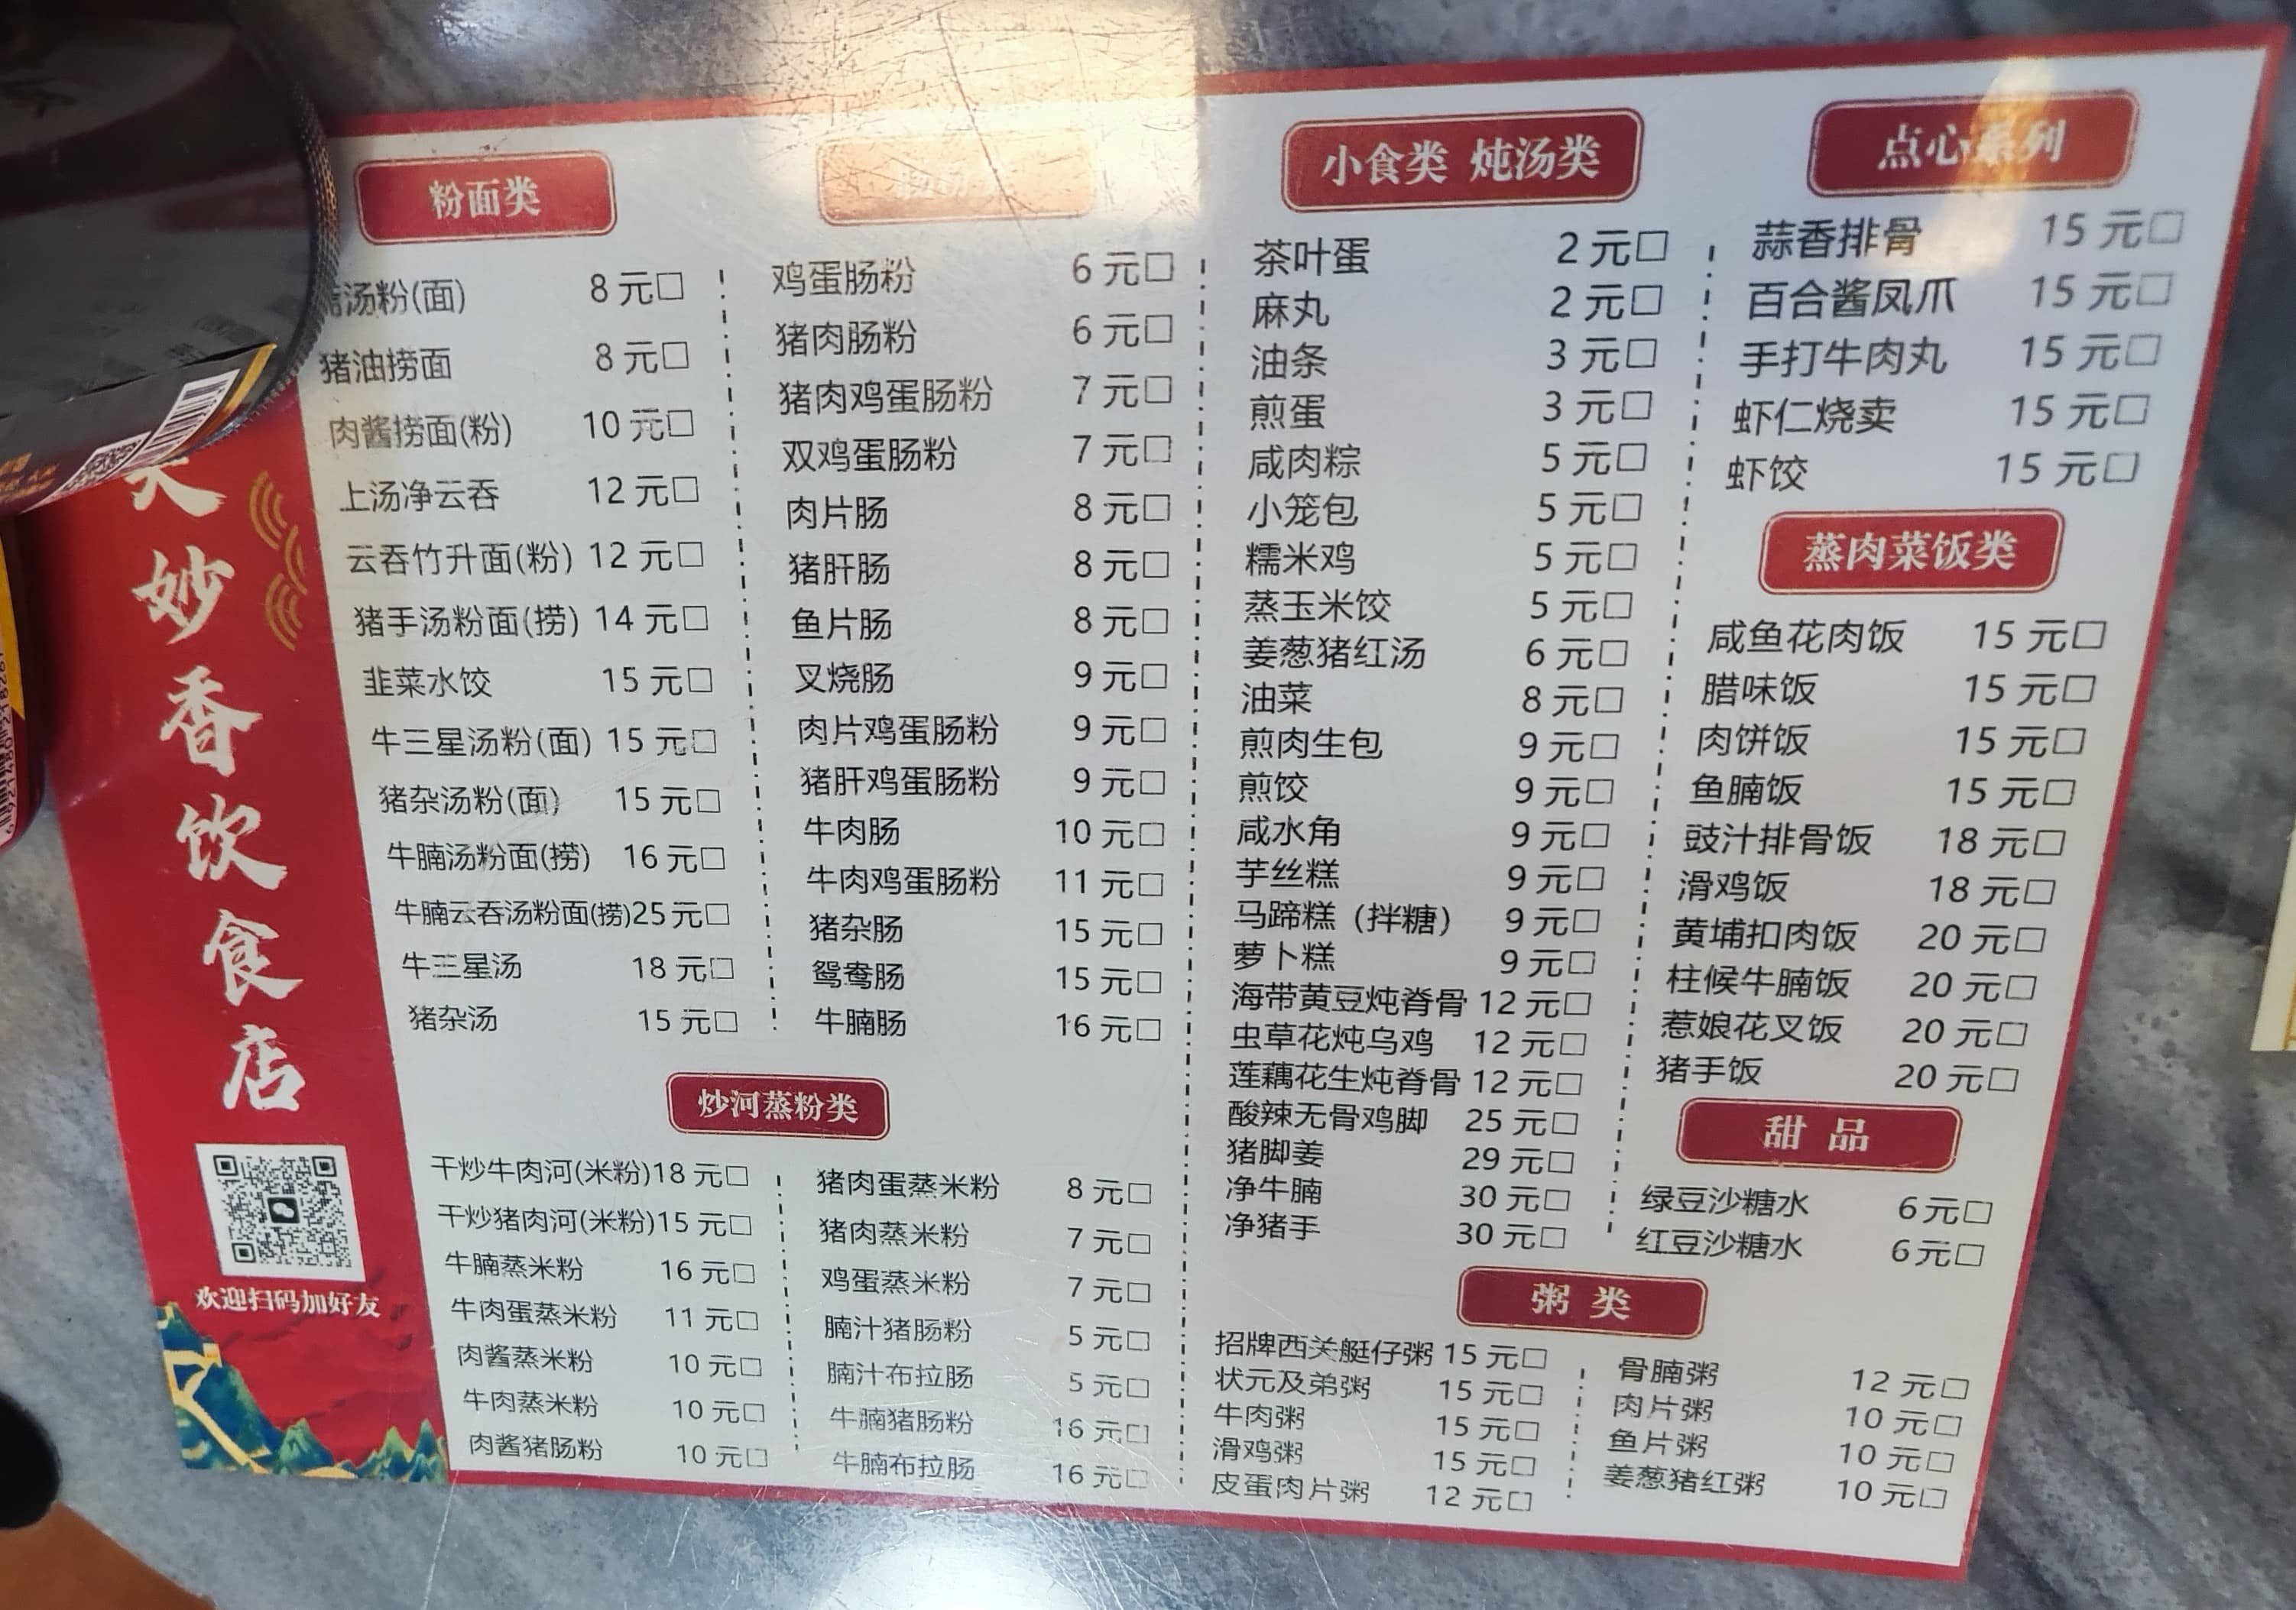 妙香饮食店
欢迎扫码加好友
粉面类
汤粉(面) 8元□
猪油捞面 8元□
肉酱捞面(粉) 10元□
上汤净云吞 12元□
云吞竹升面(粉) 12元□
猪手汤粉面(捞) 14元□
韭菜水饺 15元□
牛三星汤粉(面) 15元□
猪杂汤粉(面) 15元□
牛腩汤粉面(捞) 16元□
牛腩云吞汤粉面(捞)25元□
牛三星汤 18元□
猪杂汤 15元□
鸡蛋肠粉 6元□
猪肉肠粉 6元□
猪肉鸡蛋肠粉 7元□
双鸡蛋肠粉 7元□
肉片肠 8元□
猪肝肠 8元□
鱼片肠 8元□
叉烧肠 9元□
肉片鸡蛋肠粉 9元□
猪肝鸡蛋肠粉 9元□
牛肉肠 10元□
牛肉鸡蛋肠粉 11元□
猪杂肠 15元□
鸳鸯肠 15元□
牛腩肠 16元□
炒河蒸粉类
干炒牛肉河(米粉)18元□
干炒猪肉河(米粉)15元□
牛腩蒸米粉 16元□
牛肉蛋蒸米粉 11元□
肉酱蒸米粉 10元□
牛肉蒸米粉 10元□
肉酱猪肠粉 10元□
猪肉蛋蒸米粉 8元□
猪肉蒸米粉 7元□
鸡蛋蒸米粉 7元□
腩汁猪肠粉 5元□
腩汁布拉肠 5元□
牛腩猪肠粉 16元□
牛腩布拉肠 16元□
小食类 炖汤类
茶叶蛋 2元□
麻丸 2元□
油条 3元□
煎蛋 3元□
咸肉粽 5元□
小笼包 5元□
糯米鸡 5元□
蒸玉米饺 5元□
姜葱猪红汤 6元□
油菜 8元□
煎肉生包 9元□
煎饺 9元□
咸水角 9元□
芋丝糕 9元□
马蹄糕（拌糖） 9元□
萝卜糕 9元□
海带黄豆炖脊骨 12元□
虫草花炖乌鸡 12元□
莲藕花生炖脊骨 12元□
酸辣无骨鸡脚 25元□
猪脚姜 29元□
净牛腩 30元□
净猪手 30元□
点心系列
蒜香排骨 15元□
百合酱凤爪 15元□
手打牛肉丸 15元□
虾仁烧卖 15元□
虾饺 15元□
蒸肉菜饭类
咸鱼花肉饭 15元□
腊味饭 15元□
肉饼饭 15元□
鱼腩饭 15元□
豉汁排骨饭 18元□
滑鸡饭 18元□
黄埔扣肉饭 20元□
柱候牛腩饭 20元□
惹娘花叉饭 20元□
猪手饭 20元□
甜品
绿豆沙糖水 6元□
红豆沙糖水 6元□
粥类
招牌西关艇仔粥 15元□
状元及弟粥 15元□
牛肉粥 15元□
滑鸡粥 15元□
皮蛋肉片粥 12元□
骨腩粥 12元□
肉片粥 10元□
鱼片粥 10元□
姜葱猪红粥 10元□